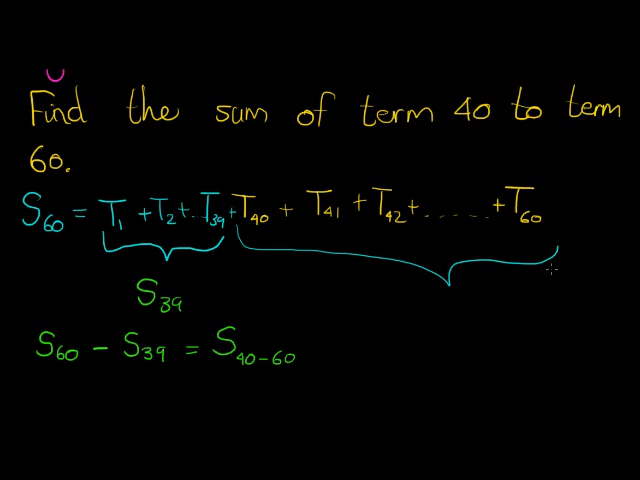 Find the sum of term 40 to term
60.
S₆₀ = T₁ + T₂ + ... T₃₉ + T₄₀ + T₄₁ + T₄₂ + ........ + T₆₀
S₃₉
S₆₀ − S₃₉ = S₄₀₋₆₀